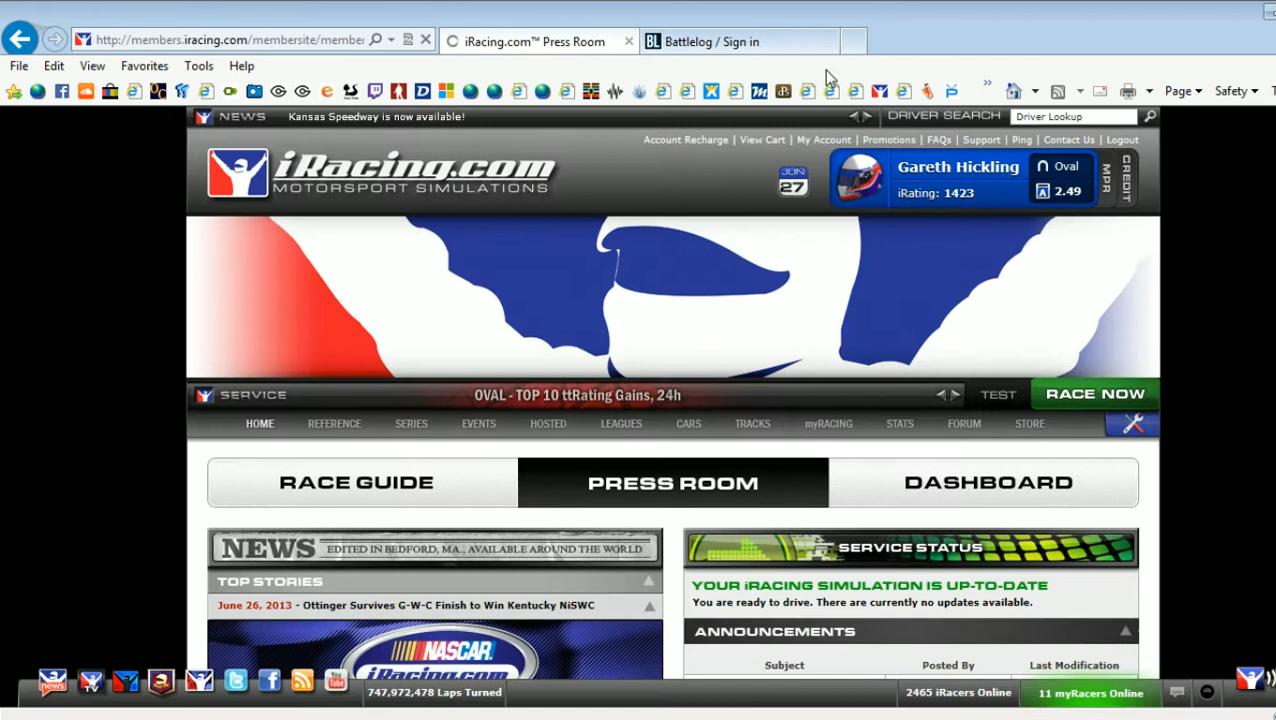 http://members.iracing.com/membersite/member
iRacing.com™ Press Room
Battlelog / Sign in
File Edit View Favorites Tools Help
Page Safety
NEWS Kansas Speedway is now available! DRIVER SEARCH Driver Lookup
Account Recharge | View Cart | My Account | Promotions | FAQs | Support | Ping | Contact Us | Logout
iRacing.com
MOTORSPORT SIMULATIONS
JUN
27
Gareth Hickling
iRating: 1423
Oval
A 2.49
MPR
CREDIT
SERVICE OVAL - TOP 10 ttRating Gains, 24h TEST RACE NOW
HOME REFERENCE SERIES EVENTS HOSTED LEAGUES CARS TRACKS myRACING STATS FORUM STORE
RACE GUIDE PRESS ROOM DASHBOARD
NEWS EDITED IN BEDFORD, MA., AVAILABLE AROUND THE WORLD
TOP STORIES
June 26, 2013 - Ottinger Survives G-W-C Finish to Win Kentucky NiSWC
NASCAR
iRacing.com
SERVICE STATUS
YOUR iRACING SIMULATION IS UP-TO-DATE
You are ready to drive. There are currently no updates available.
ANNOUNCEMENTS
Subject Posted By Last Modification
news TV You Tube
747,972,478 Laps Turned
2465 iRacers Online
11 myRacers Online